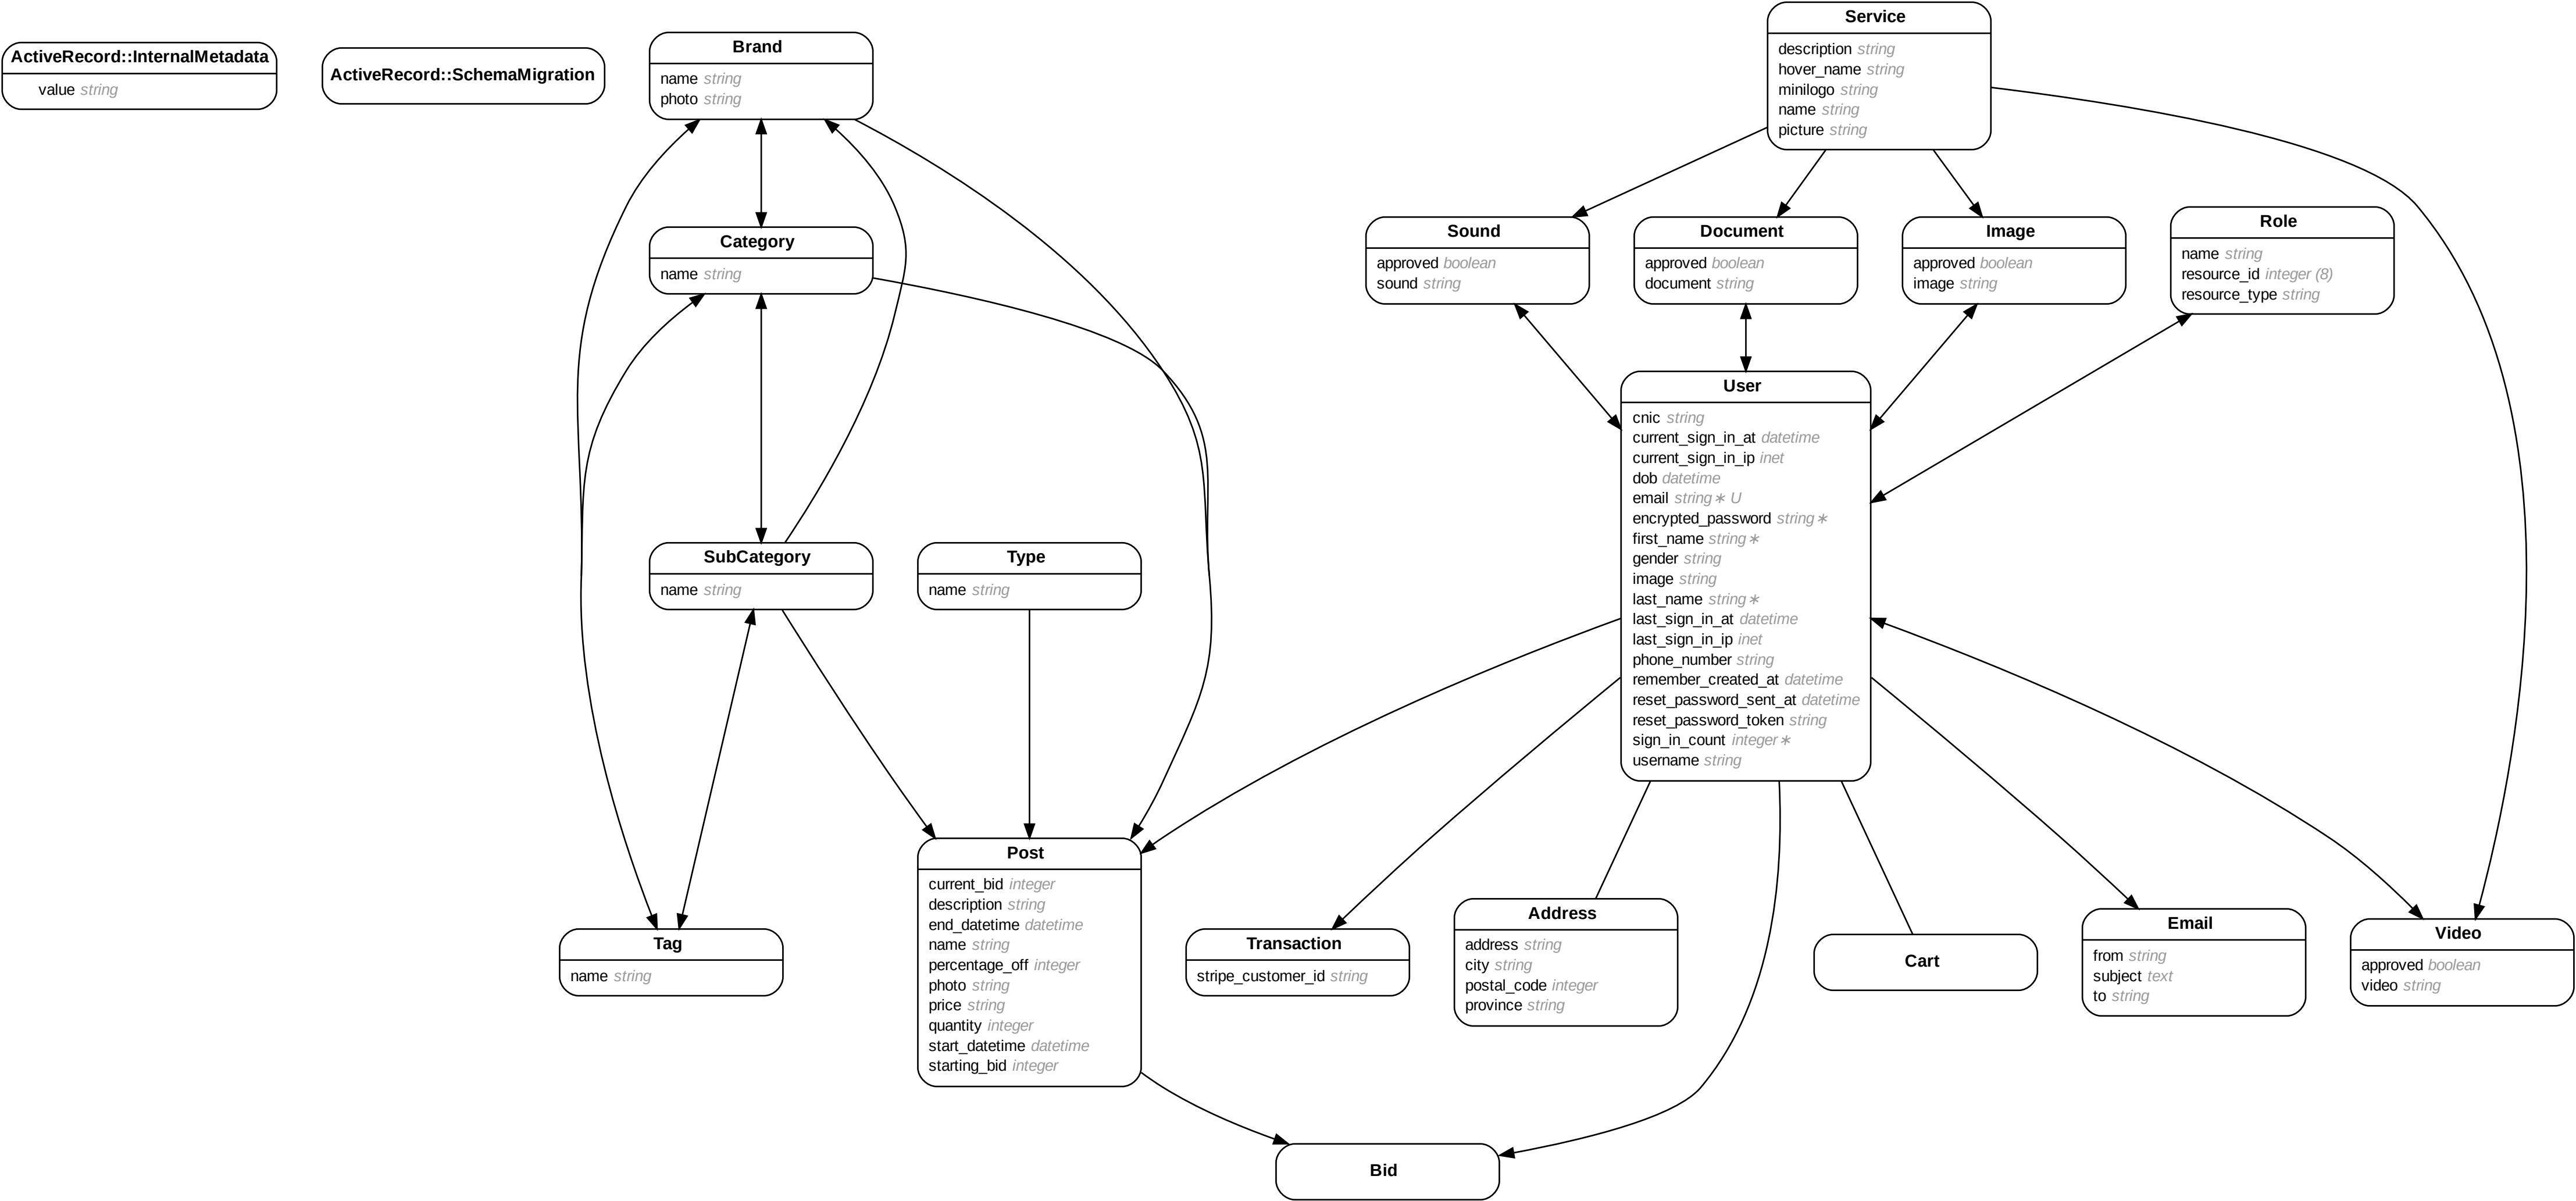 ActiveRecord::InternalMetadata
value string
ActiveRecord::SchemaMigration
Brand
name string
photo string
Service
description string
hover_name string
minilogo string
name string
picture string
Category
name string
Sound
approved boolean
sound string
Document
approved boolean
document string
Image
approved boolean
image string
Role
name string
resource_id integer (8)
resource_type string
User
cnic string
current_sign_in_at datetime
current_sign_in_ip inet
dob datetime
email string∗ U
encrypted_password string∗
first_name string∗
gender string
image string
last_name string∗
last_sign_in_at datetime
last_sign_in_ip inet
phone_number string
remember_created_at datetime
reset_password_sent_at datetime
reset_password_token string
sign_in_count integer∗
username string
SubCategory
name string
Type
name string
Post
current_bid integer
description string
end_datetime datetime
name string
percentage_off integer
photo string
price string
quantity integer
start_datetime datetime
starting_bid integer
Tag
name string
Transaction
stripe_customer_id string
Address
address string
city string
postal_code integer
province string
Cart
Email
from string
subject text
to string
Video
approved boolean
video string
Bid